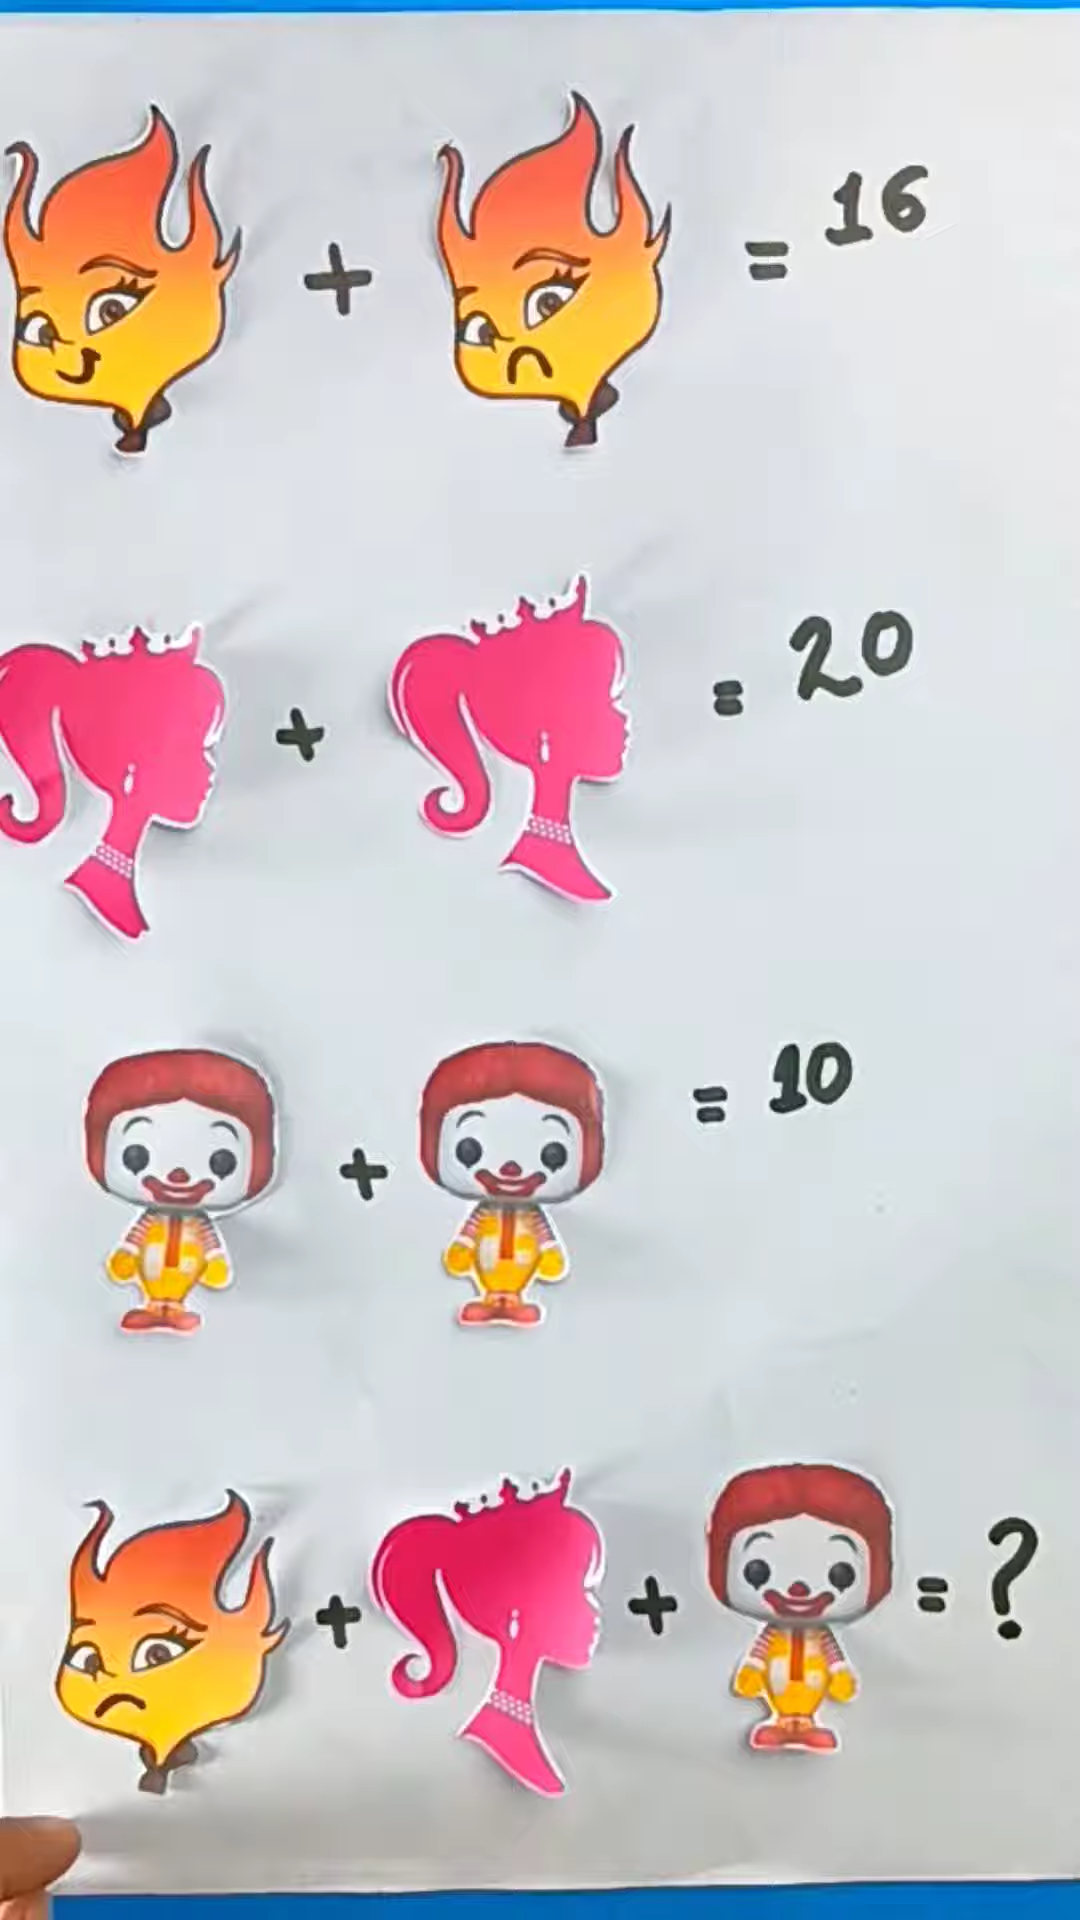 + = 16
+ = 20
+ = 10
+ + = ?